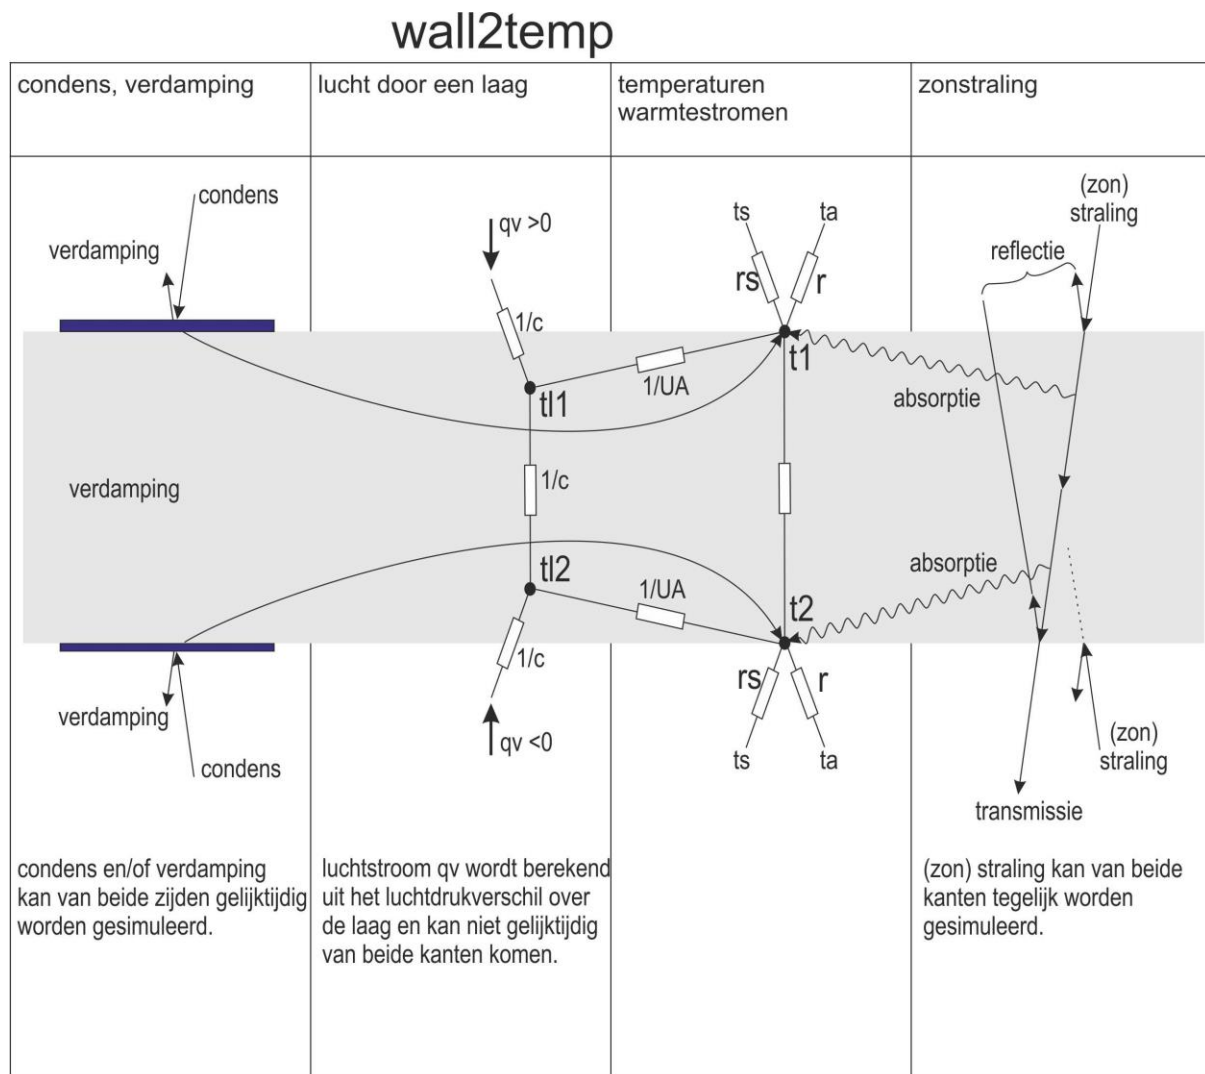 wall2temp
condens, verdamping
lucht door een laag
temperaturen
warmtestromen
zonstraling
condens
verdamping
qv >0
1/c
1/UA
tl1
ts
ta
rs
r
t1
(zon)
straling
reflectie
absorptie
verdamping
1/c
tl2
1/UA
1/c
t2
absorptie
verdamping
condens
qv <0
rs
r
ts
ta
(zon)
straling
transmissie
condens en/of verdamping
kan van beide zijden gelijktijdig
worden gesimuleerd.
luchtstroom qv wordt berekend
uit het luchtdrukverschil over
de laag en kan niet gelijktijdig
van beide kanten komen.
(zon) straling kan van beide
kanten tegelijk worden
gesimuleerd.